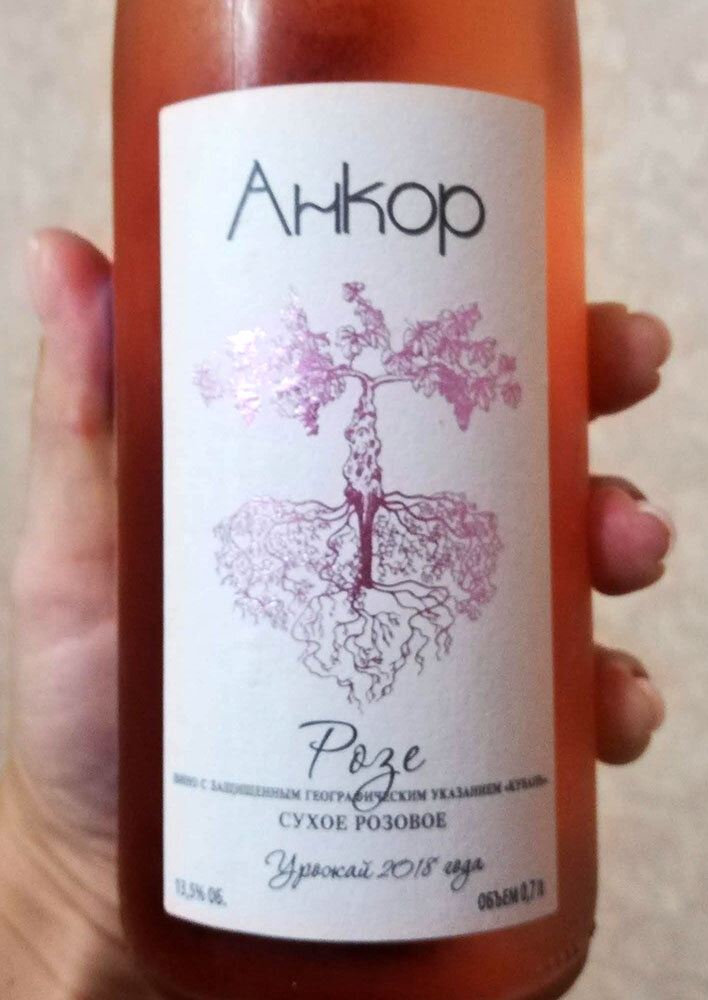 Анкор
Розе
ВИНО С ЗАЩИЩЕННЫМ ГЕОГРАФИЧЕСКИМ УКАЗАНИЕМ «КУБАНЬ»
СУХОЕ РОЗОВОЕ
Урожай 2018 года
13,5% ОБ.
ОБЪЕМ 0,7 Л